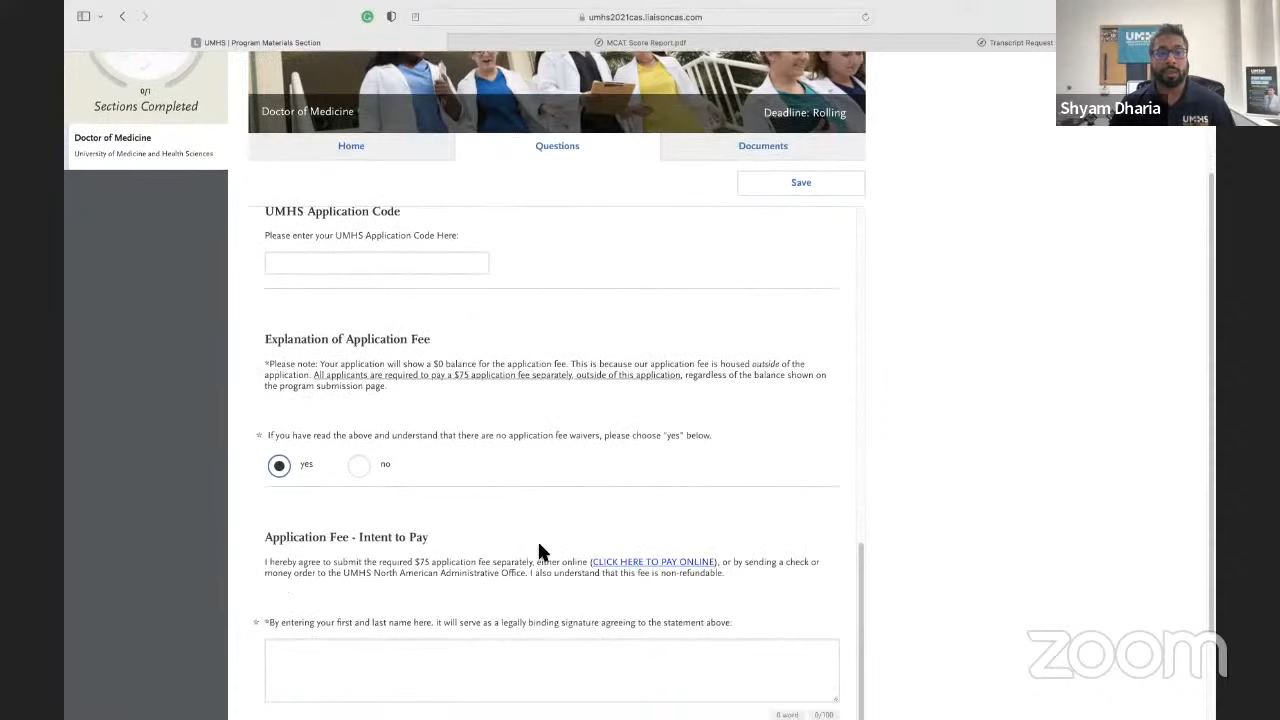 umhs2021cas.liaisoncas.com
UMHS | Program Materials Section
MCAT Score Report.pdf
Transcript Request
0/1
Sections Completed
Doctor of Medicine
University of Medicine and Health Sciences
Doctor of Medicine
Deadline: Rolling
Home
Questions
Documents
Save
UMHS Application Code
Please enter your UMHS Application Code Here:
Explanation of Application Fee
*Please note: Your application will show a $0 balance for the application fee. This is because our application fee is housed outside of the
application. All applicants are required to pay a $75 application fee separately, outside of this application, regardless of the balance shown on
the program submission page.
* If you have read the above and understand that there are no application fee waivers, please choose "yes" below.
yes
no
Application Fee - Intent to Pay
I hereby agree to submit the required $75 application fee separately, either online (CLICK HERE TO PAY ONLINE), or by sending a check or
money order to the UMHS North American Administrative Office. I also understand that this fee is non-refundable.
* *By entering your first and last name here, it will serve as a legally binding signature agreeing to the statement above:
0 word
0/100
Shyam Dharia
UMHS
UMHS
zoom